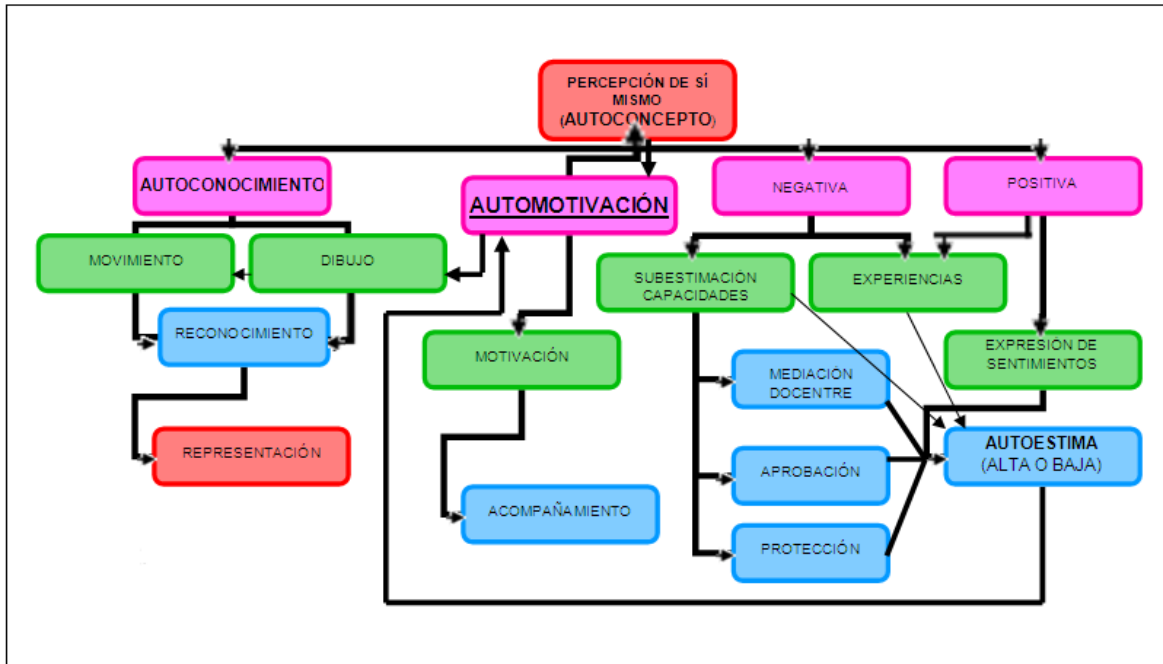 PERCEPCIÓN DE SÍ
MISMO
(AUTOCONCEPTO)
AUTOCONOCIMIENTO
AUTOMOTIVACIÓN
NEGATIVA
POSITIVA
MOVIMIENTO
DIBUJO
SUBESTIMACIÓN
CAPACIDADES
EXPERIENCIAS
RECONOCIMIENTO
MOTIVACIÓN
EXPRESIÓN DE
SENTIMIENTOS
MEDIACIÓN
DOCENTRE
REPRESENTACIÓN
AUTOESTIMA
(ALTA O BAJA)
APROBACIÓN
ACOMPAÑAMIENTO
PROTECCIÓN